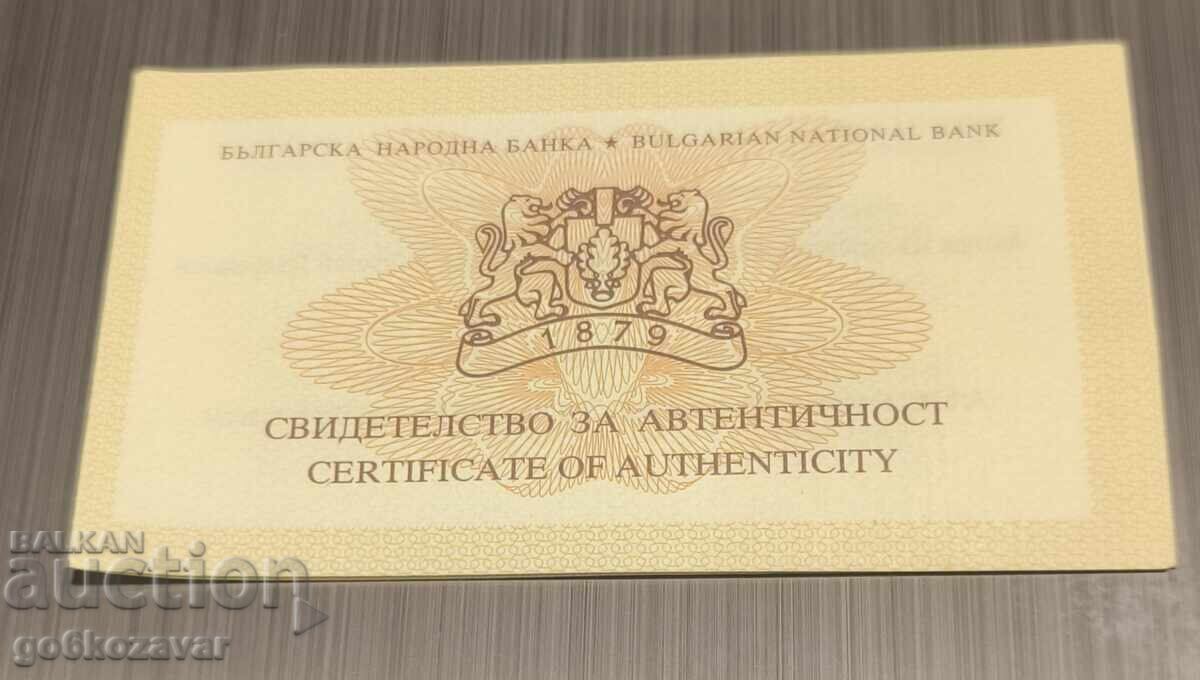 БЪЛГАРСКА НАРОДНА БАНКА ★ BULGARIAN NATIONAL BANK
1879
СВИДЕТЕЛСТВО ЗА АВТЕНТИЧНОСТ
CERTIFICATE OF AUTHENTICITY
BALKAN
auction
go6kozavar